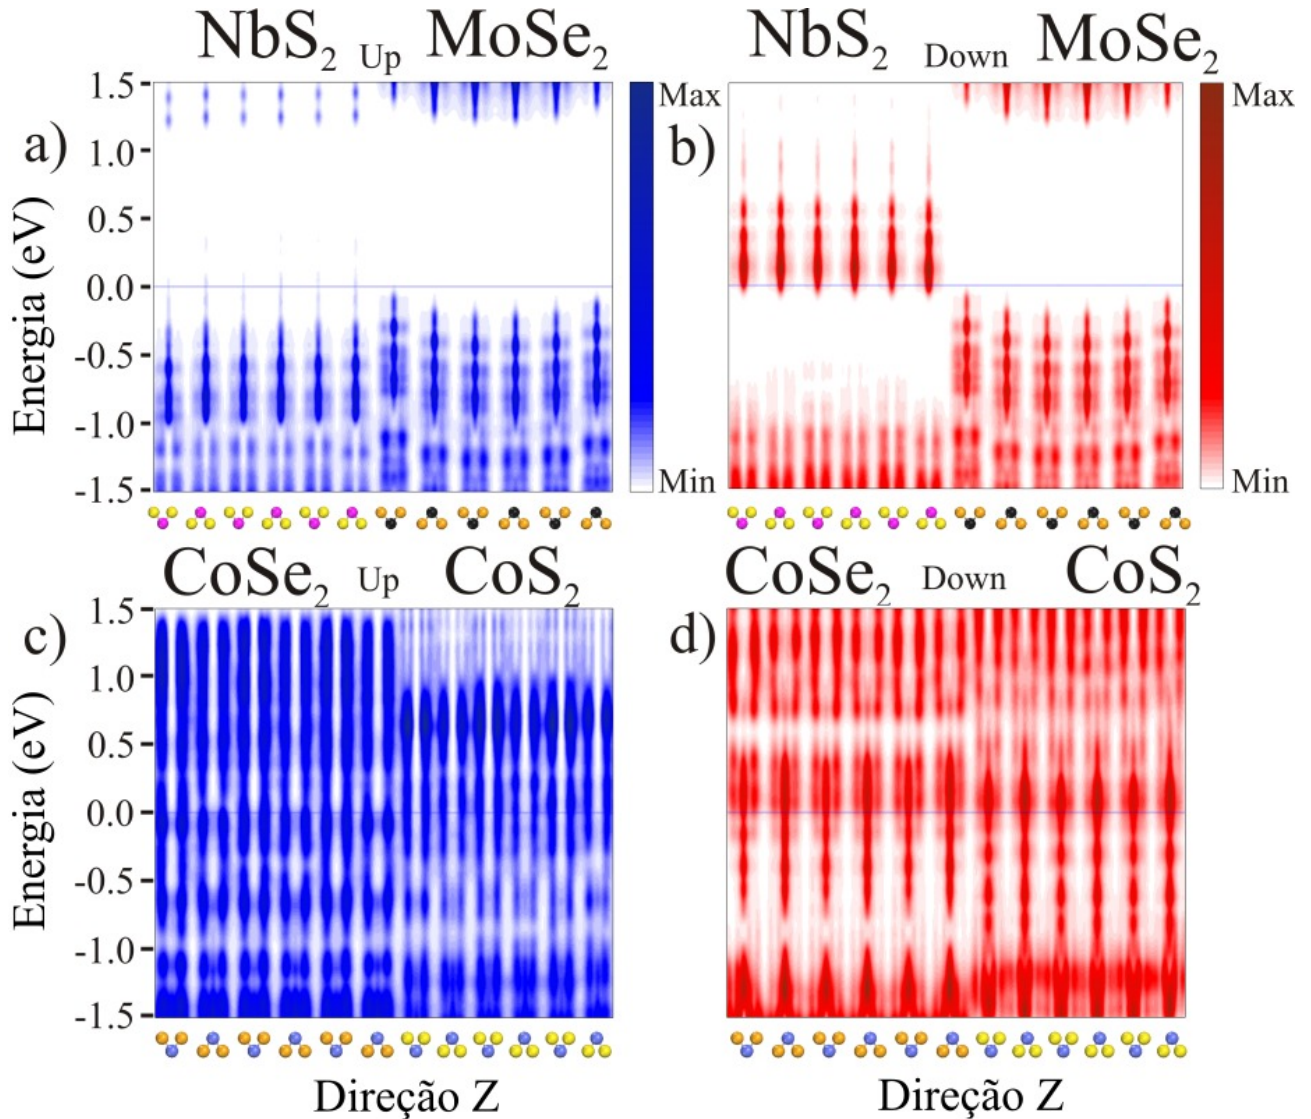 NbS2 Up MoSe2
NbS2 Down MoSe2
a)
b)
Energia (eV)
1.5
1.0
0.5
0.0
-0.5
-1.0
-1.5
Max
Min
Max
Min
CoSe2 Up CoS2
CoSe2 Down CoS2
c)
d)
Energia (eV)
1.5
1.0
0.5
0.0
-0.5
-1.0
-1.5
Direção Z
Direção Z